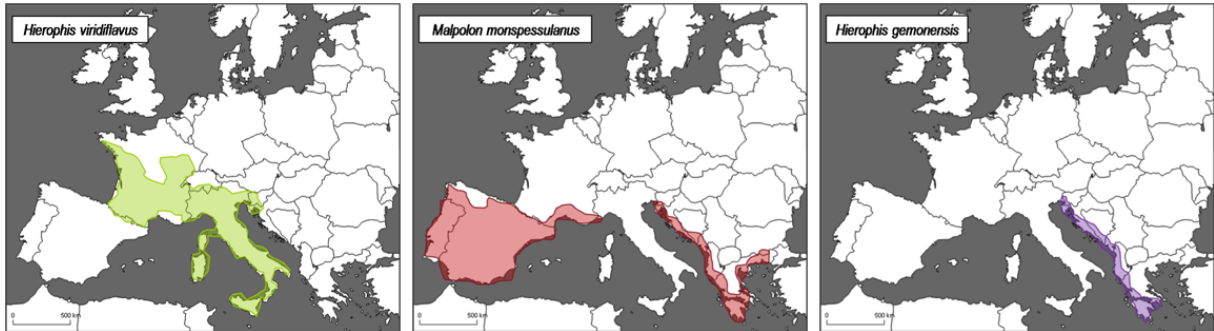 Hierophis viridiflavus
Malpolon monspessulanus
Hierophis gemonensis
0 500 km
0 500 km
0 500 km